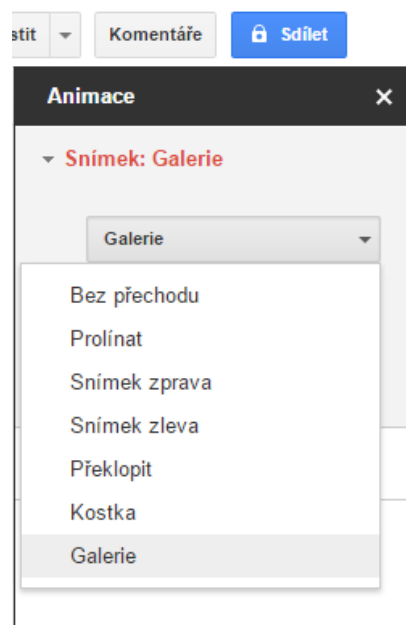 stit Komentáře Sdílet
Animace
Snímek: Galerie
Galerie
Bez přechodu
Prolínat
Snímek zprava
Snímek zleva
Překlopit
Kostka
Galerie